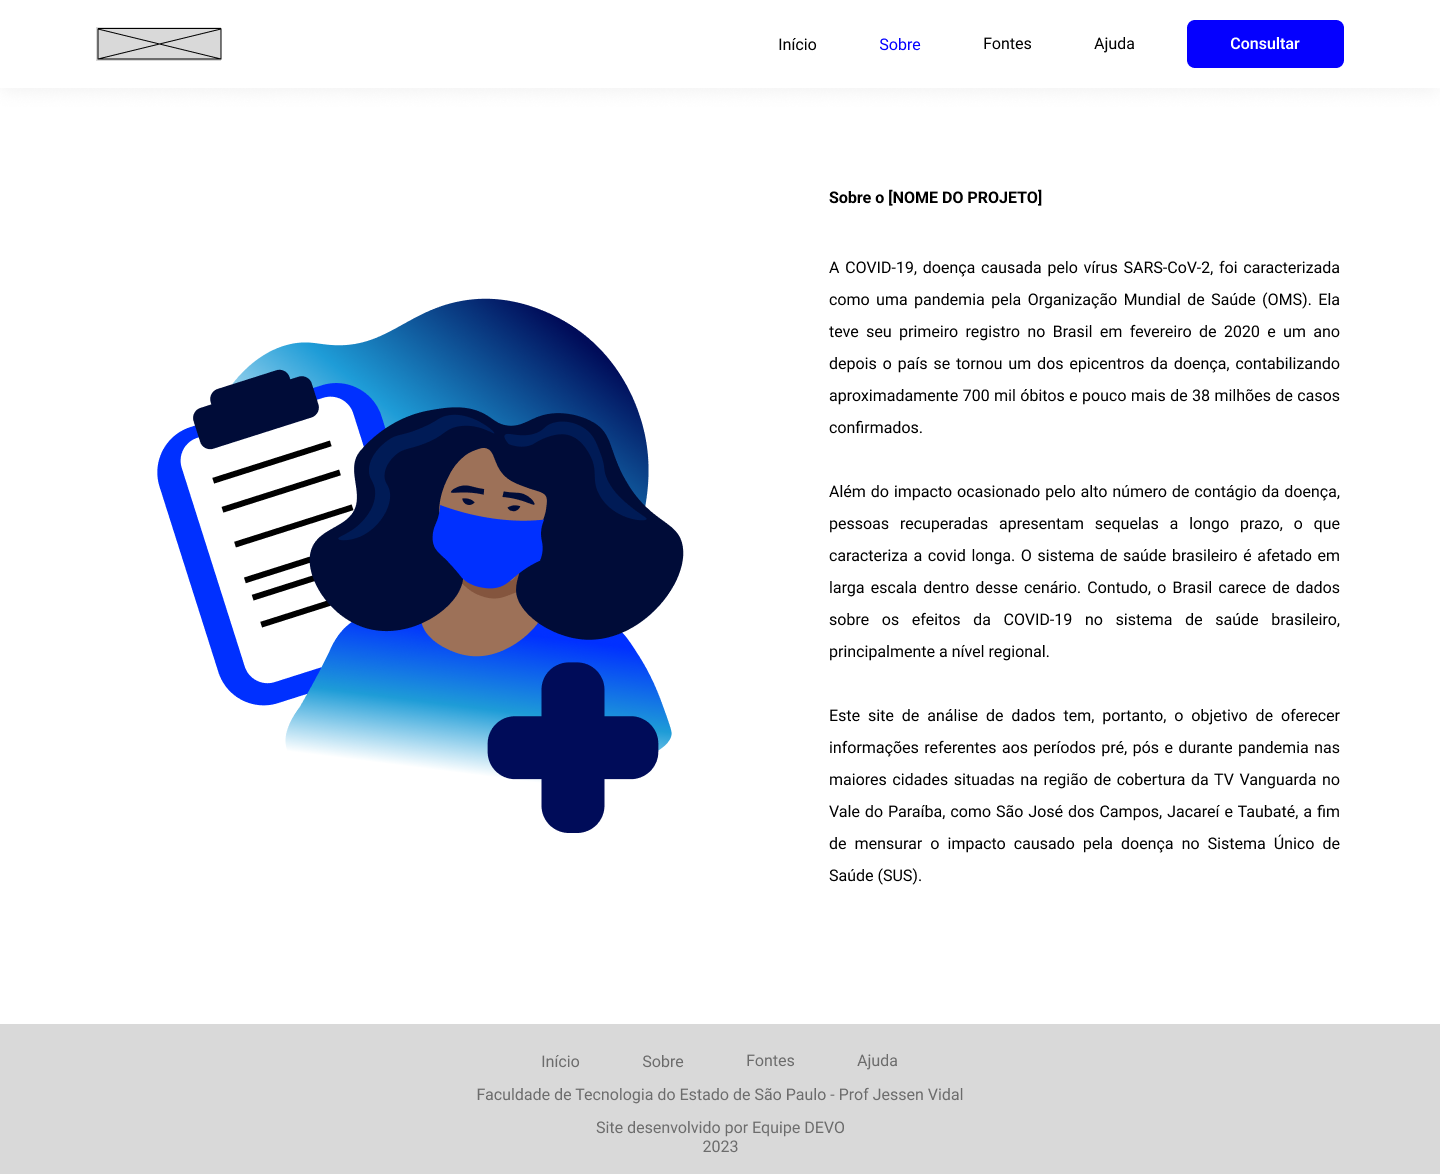 Início Sobre Fontes Ajuda Consultar
Sobre o [NOME DO PROJETO]
A COVID-19, doença causada pelo vírus SARS-CoV-2, foi caracterizada
como uma pandemia pela Organização Mundial de Saúde (OMS). Ela
teve seu primeiro registro no Brasil em fevereiro de 2020 e um ano
depois o país se tornou um dos epicentros da doença, contabilizando
aproximadamente 700 mil óbitos e pouco mais de 38 milhões de casos
confirmados.
Além do impacto ocasionado pelo alto número de contágio da doença,
pessoas recuperadas apresentam sequelas a longo prazo, o que
caracteriza a covid longa. O sistema de saúde brasileiro é afetado em
larga escala dentro desse cenário. Contudo, o Brasil carece de dados
sobre os efeitos da COVID-19 no sistema de saúde brasileiro,
principalmente a nível regional.
Este site de análise de dados tem, portanto, o objetivo de oferecer
informações referentes aos períodos pré, pós e durante pandemia nas
maiores cidades situadas na região de cobertura da TV Vanguarda no
Vale do Paraíba, como São José dos Campos, Jacareí e Taubaté, a fim
de mensurar o impacto causado pela doença no Sistema Único de
Saúde (SUS).
Início Sobre Fontes Ajuda
Faculdade de Tecnologia do Estado de São Paulo - Prof Jessen Vidal
Site desenvolvido por Equipe DEVO
2023